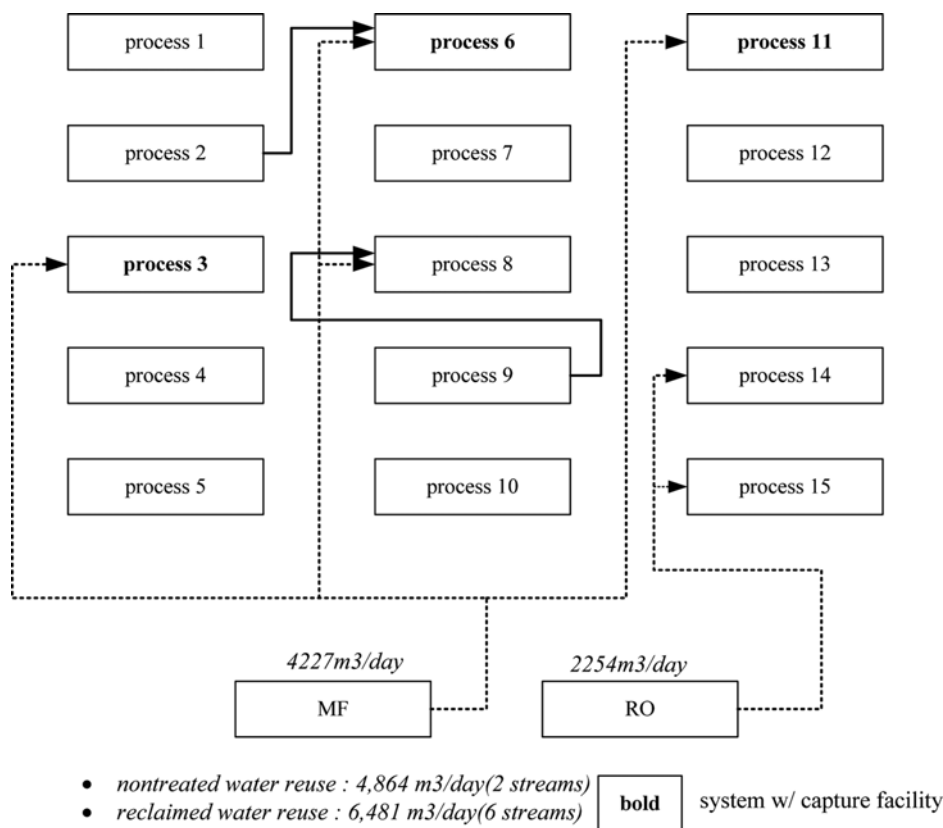 process 1
process 6
process 11
process 2
process 7
process 12
process 3
process 8
process 13
process 4
process 9
process 14
process 5
process 10
process 15
4227m3/day
2254m3/day
MF
RO
• nontreated water reuse : 4,864 m3/day(2 streams)
• reclaimed water reuse : 6,481 m3/day(6 streams)
bold
system w/ capture facility